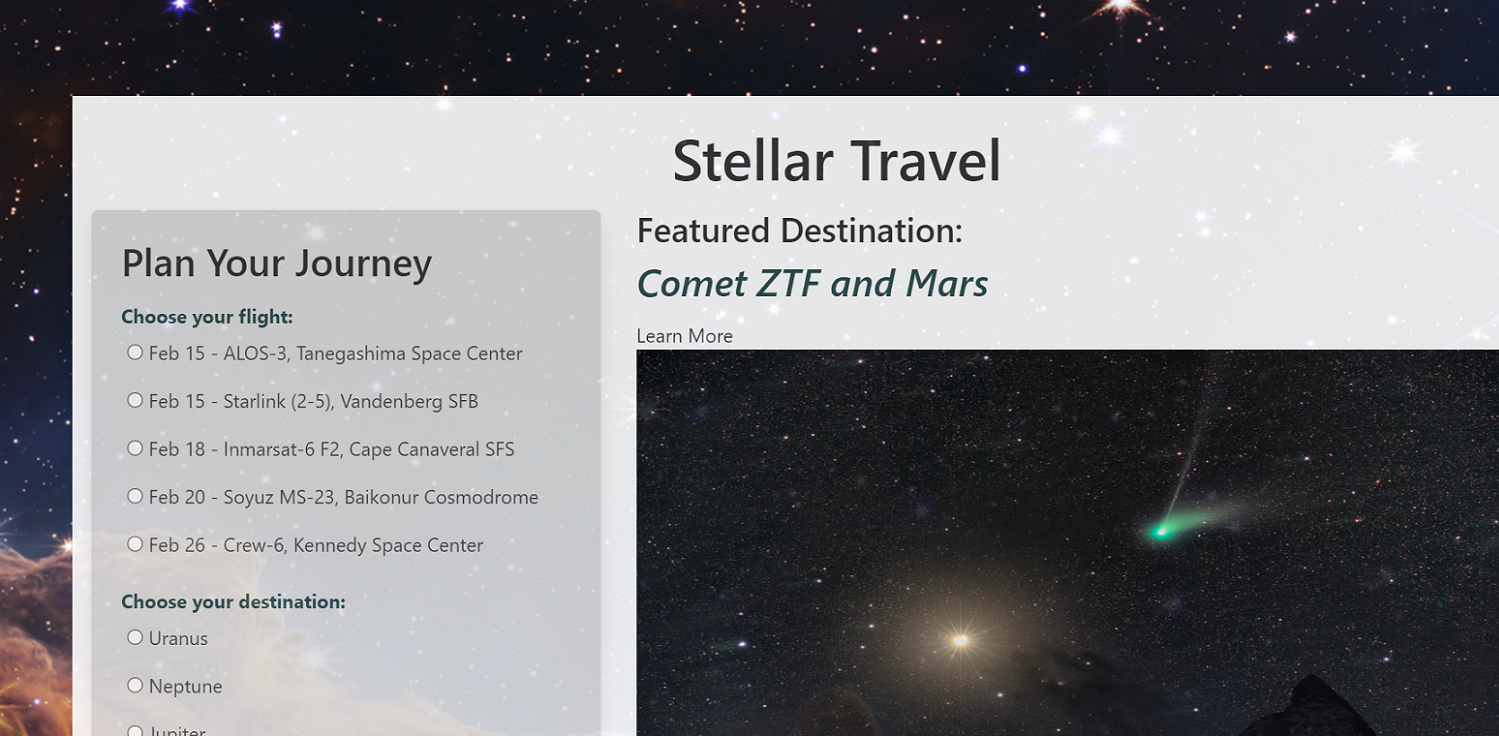 Stellar Travel
Plan Your Journey
Choose your flight:
Feb 15 - ALOS-3, Tanegashima Space Center
Feb 15 - Starlink (2-5), Vandenberg SFB
Feb 18 - Inmarsat-6 F2, Cape Canaveral SFS
Feb 20 - Soyuz MS-23, Baikonur Cosmodrome
Feb 26 - Crew-6, Kennedy Space Center
Choose your destination:
Uranus
Neptune
Jupiter
Featured Destination:
Comet ZTF and Mars
Learn More